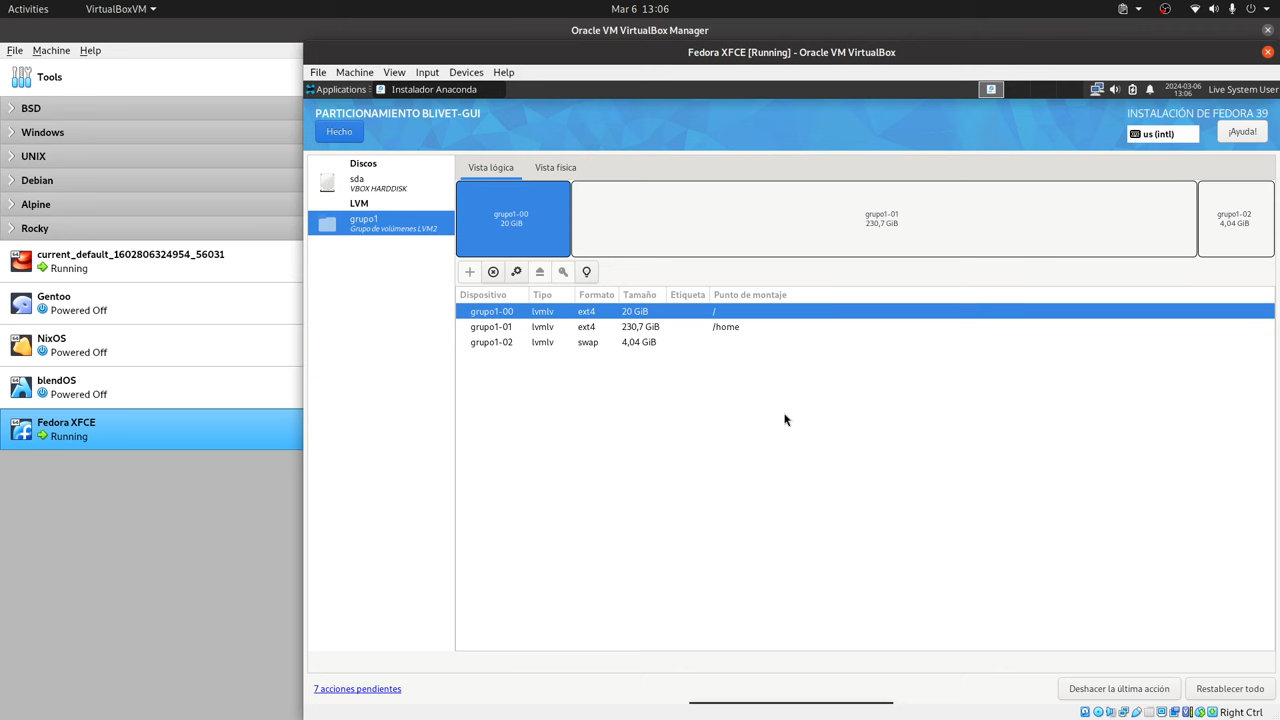 Activities
VirtualBoxVM
Mar 6 13:06
Oracle VM VirtualBox Manager
File Machine Help
Tools
BSD
Windows
UNIX
Debian
Alpine
Rocky
current_default_1602806324954_56031
Running
Gentoo
Powered Off
NixOS
Powered Off
blendOS
Powered Off
Fedora XFCE
Running
Fedora XFCE [Running] - Oracle VM VirtualBox
File Machine View Input Devices Help
Applications
Instalador Anaconda
2024-03-06
13:06
Live System User
PARTICIONAMIENTO BLIVET-GUI
INSTALACIÓN DE FEDORA 39
Hecho
us (intl)
¡Ayuda!
Discos
sda
VBOX HARDDISK
LVM
grupo1
Grupo de volúmenes LVM2
Vista lógica
Vista física
grupo1-00
20 GiB
grupo1-01
230,7 GiB
grupo1-02
4,04 GiB
Dispositivo Tipo Formato Tamaño Etiqueta Punto de montaje
grupo1-00 lvmlv ext4 20 GiB /
grupo1-01 lvmlv ext4 230,7 GiB /home
grupo1-02 lvmlv swap 4,04 GiB
7 acciones pendientes
Deshacer la última acción
Restablecer todo
Right Ctrl